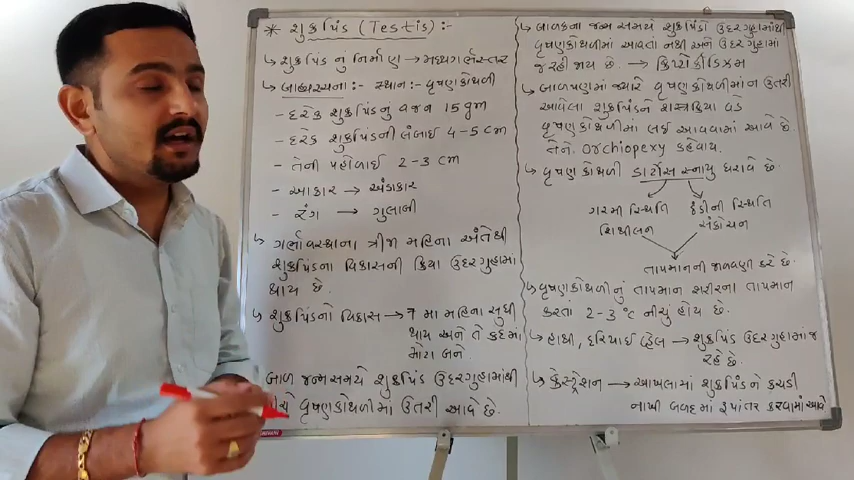 * શુક્રપિંડ (Testis) :-
↳ શુક્રપિંડ નું નિર્માણ → મધ્યગર્ભસ્તર
↳ બાહ્યરચના :- સ્થાન :- વૃષણકોથળી
- દરેક શુક્રપિંડનું વજન 15 gm
- દરેક શુક્રપિંડની લંબાઈ 4-5 cm
- તેની પહોળાઈ 2-3 cm
- આકાર → અંડાકાર
- રંગ → ગુલાબી
↳ ગર્ભાવસ્થાના ત્રીજા મહિના અંતેથી
શુક્રપિંડના વિકાસની ક્રિયા ઉદરગુહામાં
થાય છે.
↳ શુક્રપિંડનો વિકાસ → 7 મા મહિના સુધી
થાય અને તે કદમાં
મોટા બને.
બાળ જન્મ સમયે શુક્રપિંડ ઉદરગુહામાંથી
વૃષણકોથળીમાં ઉતરી આવે છે.
↳ બાળકના જન્મ સમયે શુક્રપિંડો ઉદરગુહામાંથી
વૃષણકોથળીમાં આવતા નથી અને ઉદરગુહામાં
જ રહી જાય છે. → ક્રિપ્ટોર્કીડિઝમ
↳ બાળપણમાં જ્યારે વૃષણકોથળીમાં ન ઉતરી
આવેલા શુક્રપિંડને શસ્ત્રક્રિયા વડે
વૃષણકોથળીમાં લઈ આવવામાં આવે છે.
તેને. Orchiopexy કહેવાય.
↳ વૃષણકોથળી ડાર્ટોસ સ્નાયુ ધરાવે છે.
ગરમી સ્થિતિ ઠંડીની સ્થિતિ
શિથીલન સંકોચન
તાપમાનની જાળવણી કરે છે.
↳ વૃષણકોથળીનું તાપમાન શરીરના તાપમાન
કરતા 2-3 °c નીચું હોય છે.
↳ હાથી, દરિયાઈ વ્હેલ → શુક્રપિંડ ઉદરગુહામાં જ
રહે છે.
↳ કેસ્ટ્રેશન → આખલામાં શુક્રપિંડને કચડી
નાખી બળદમાં રૂપાંતર કરવામાં આવે